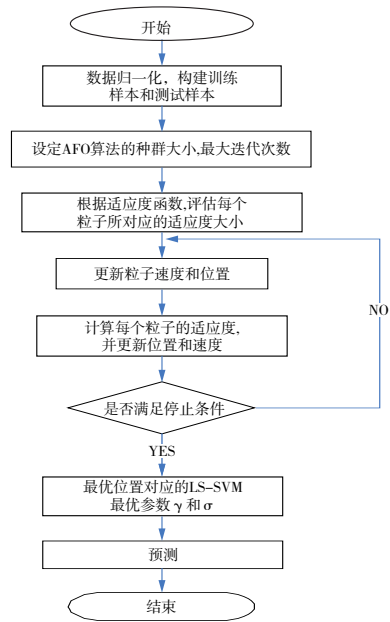 开始
数据归一化，构建训练
样本和测试样本
设定AFO算法的种群大小,最大迭代次数
根据适应度函数,评估每个
粒子所对应的适应度大小
更新粒子速度和位置
NO
计算每个粒子的适应度,
并更新位置和速度
是否满足停止条件
YES
最优位置对应的LS-SVM
最优参数 γ 和 σ
预测
结束